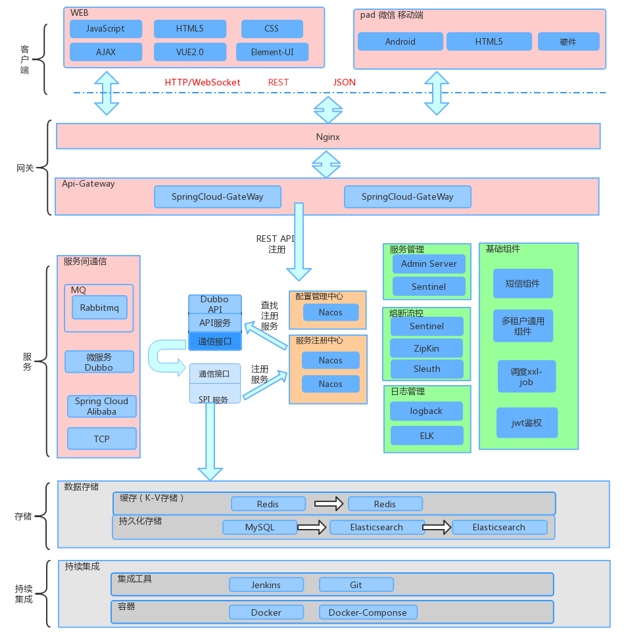 WEB
JavaScript
HTML5
CSS
AJAX
VUE2.0
Element-UI
pad 微信 移动端
Android
HTML5
硬件
客户端
HTTP/WebSocket
REST
JSON
网关
Nginx
Api-Gateway
SpringCloud-GateWay
SpringCloud-GateWay
REST API
注册
服务
服务间通信
MQ
Rabbitmq
微服务
Dubbo
Spring Cloud
Alibaba
TCP
Dubbo
API
API服务
通信接口
通信接口
SPI 服务
查找
注册
服务
注册
服务
配置管理中心
Nacos
服务注册中心
Nacos
Nacos
服务管理
Admin Server
Sentinel
熔断流控
Sentinel
ZipKin
Sleuth
日志管理
logback
ELK
基础组件
短信组件
多租户通用
组件
调度xxl-
job
jwt鉴权
存储
数据存储
缓存（K-V存储）
Redis
Redis
持久化存储
MySQL
Elasticsearch
Elasticsearch
持续
集成
持续集成
集成工具
Jenkins
Git
容器
Docker
Docker-Componse